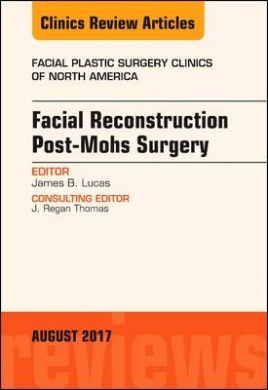 Clinics Review Articles
FACIAL PLASTIC SURGERY CLINICS
OF NORTH AMERICA
Facial Reconstruction
Post-Mohs Surgery
EDITOR
James B. Lucas
CONSULTING EDITOR
J. Regan Thomas
AUGUST 2017
reviews